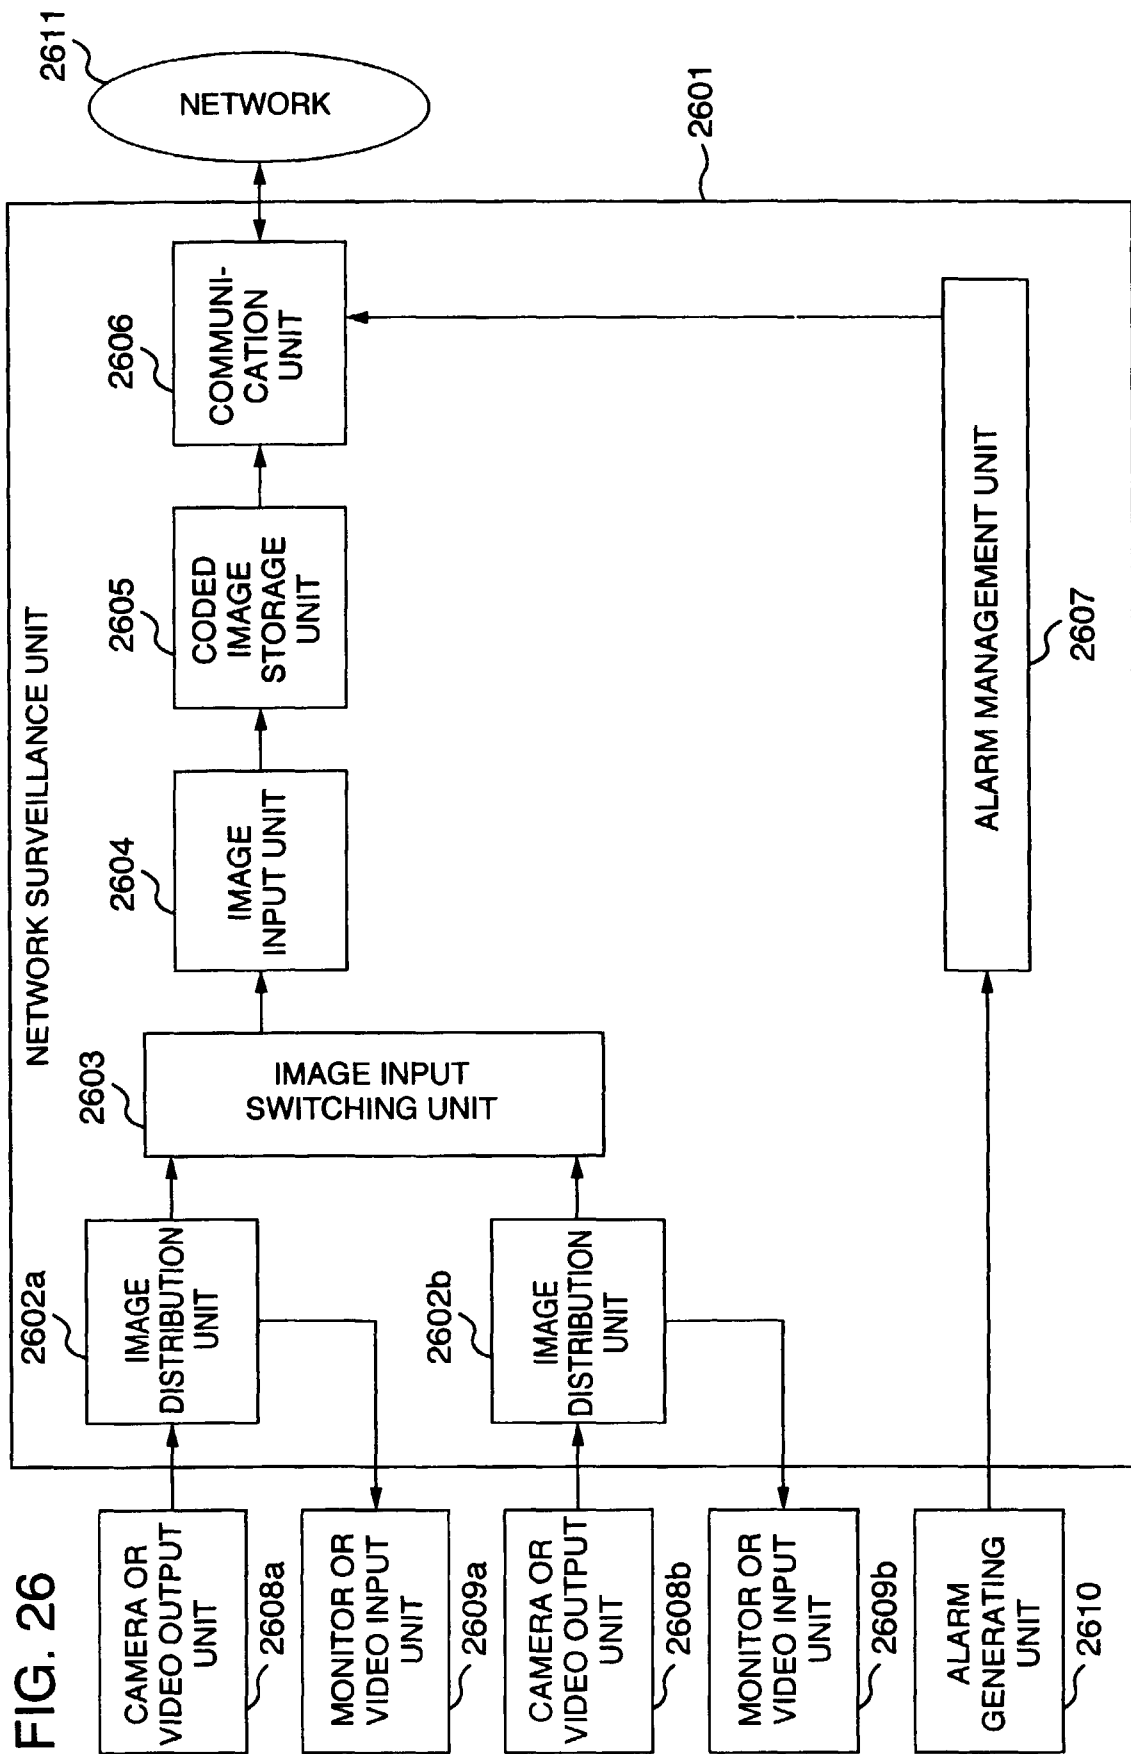 FIG. 26
NETWORK SURVEILLANCE UNIT
2601
2611
NETWORK
2602a
IMAGE
DISTRIBUTION
UNIT
2603
IMAGE INPUT
SWITCHING UNIT
2604
IMAGE
INPUT UNIT
2605
CODED
IMAGE
STORAGE
UNIT
2606
COMMUNI-
CATION
UNIT
2602b
IMAGE
DISTRIBUTION
UNIT
ALARM MANAGEMENT UNIT
2607
CAMERA OR
VIDEO OUTPUT
UNIT
2608a
MONITOR OR
VIDEO INPUT
UNIT
2609a
CAMERA OR
VIDEO OUTPUT
UNIT
2608b
MONITOR OR
VIDEO INPUT
UNIT
2609b
ALARM
GENERATING
UNIT
2610